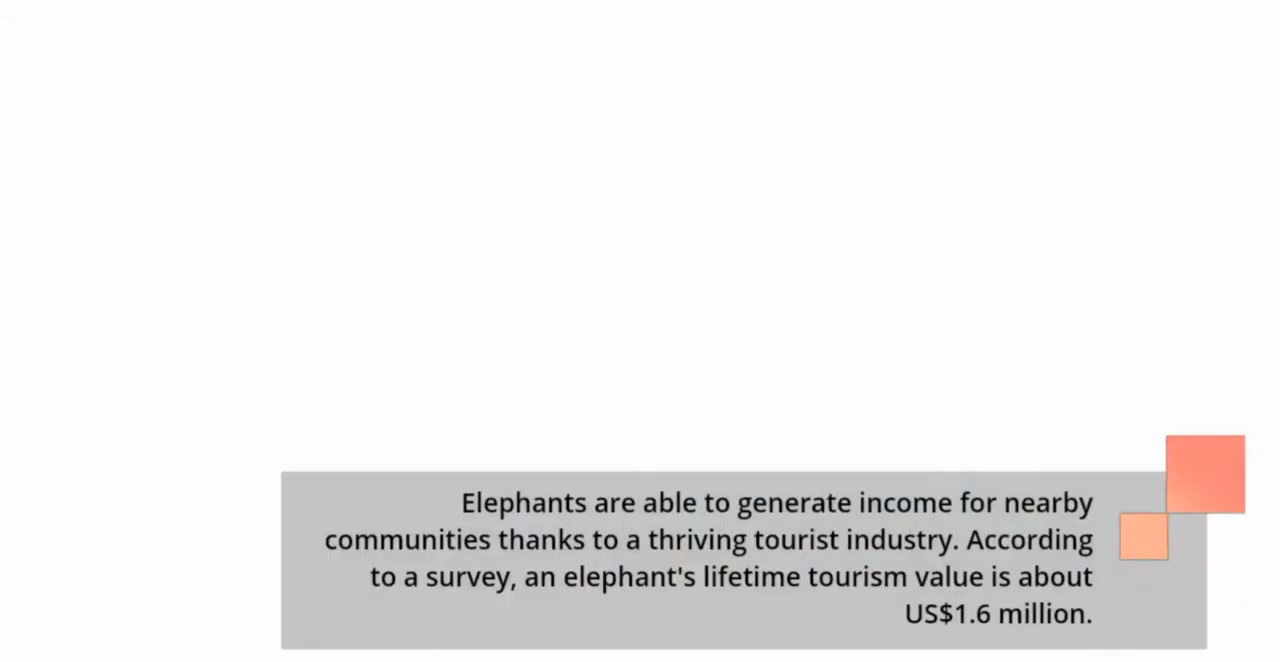 Elephants are able to generate income for nearby
communities thanks to a thriving tourist industry. According
to a survey, an elephant's lifetime tourism value is about
US$1.6 million.